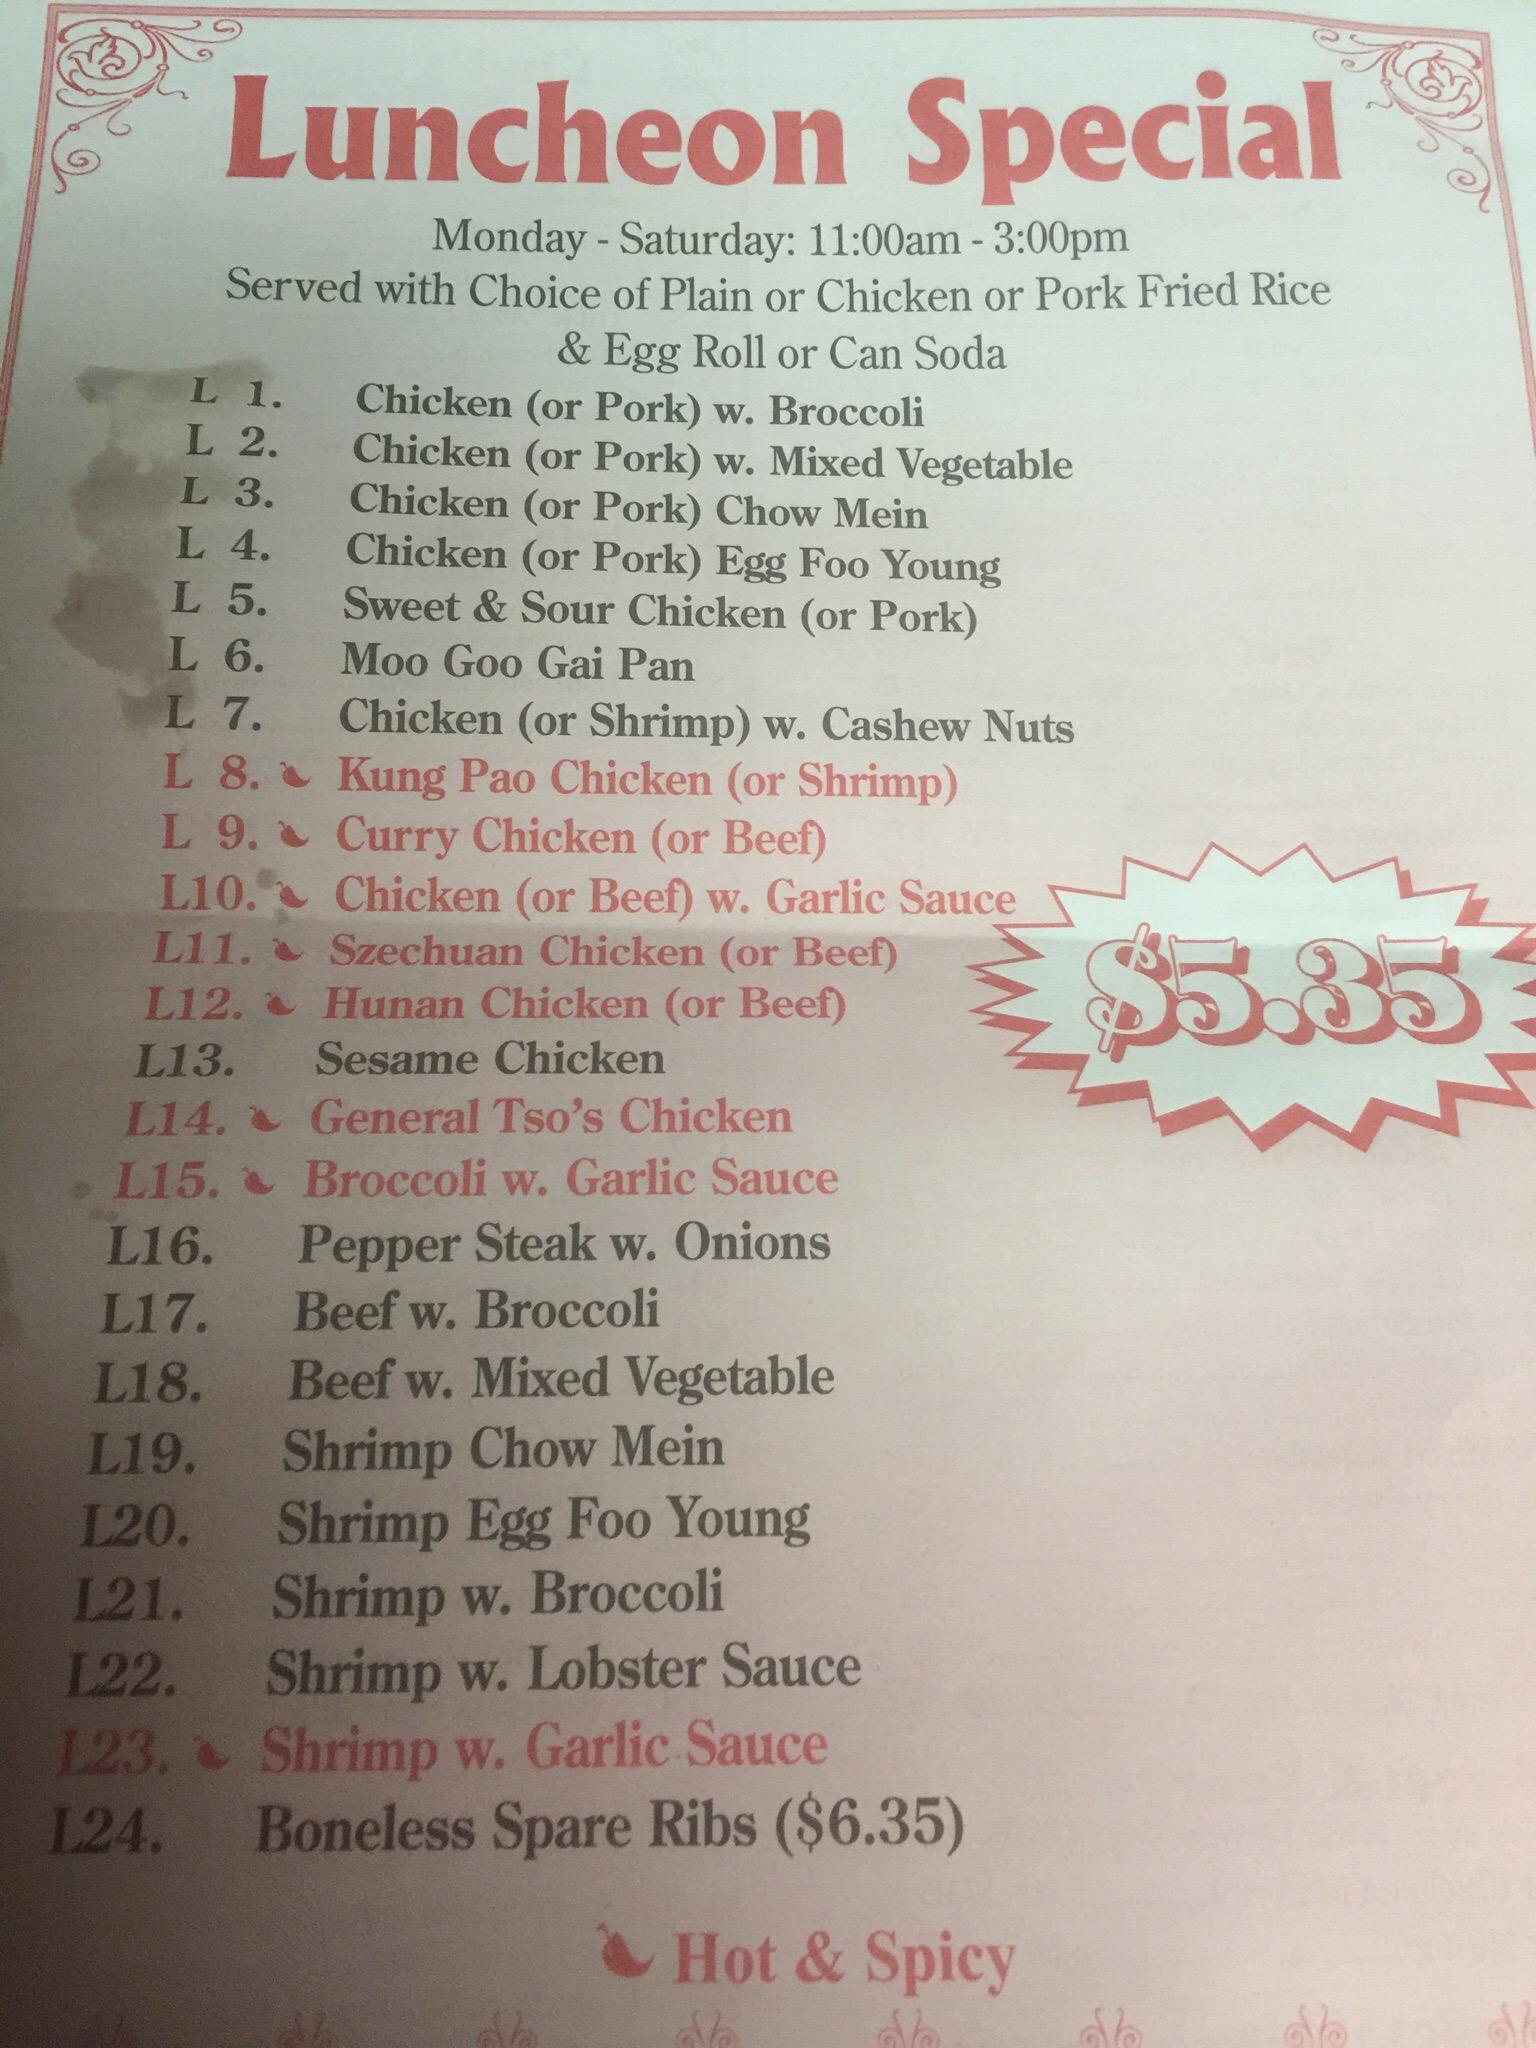 Luncheon Special
Monday - Saturday: 11:00am - 3:00pm
Served with Choice of Plain or Chicken or Pork Fried Rice
& Egg Roll or Can Soda
L 1. Chicken (or Pork) w. Broccoli
L 2. Chicken (or Pork) w. Mixed Vegetable
L 3. Chicken (or Pork) Chow Mein
L 4. Chicken (or Pork) Egg Foo Young
L 5. Sweet & Sour Chicken (or Pork)
L 6. Moo Goo Gai Pan
L 7. Chicken (or Shrimp) w. Cashew Nuts
L 8. Kung Pao Chicken (or Shrimp)
L 9. Curry Chicken (or Beef)
L10. Chicken (or Beef) w. Garlic Sauce
L11. Szechuan Chicken (or Beef)
L12. Hunan Chicken (or Beef)
$5.35
L13. Sesame Chicken
L14. General Tso's Chicken
L15. Broccoli w. Garlic Sauce
L16. Pepper Steak w. Onions
L17. Beef w. Broccoli
L18. Beef w. Mixed Vegetable
L19. Shrimp Chow Mein
L20. Shrimp Egg Foo Young
L21. Shrimp w. Broccoli
L22. Shrimp w. Lobster Sauce
L23. Shrimp w. Garlic Sauce
L24. Boneless Spare Ribs ($6.35)
Hot & Spicy